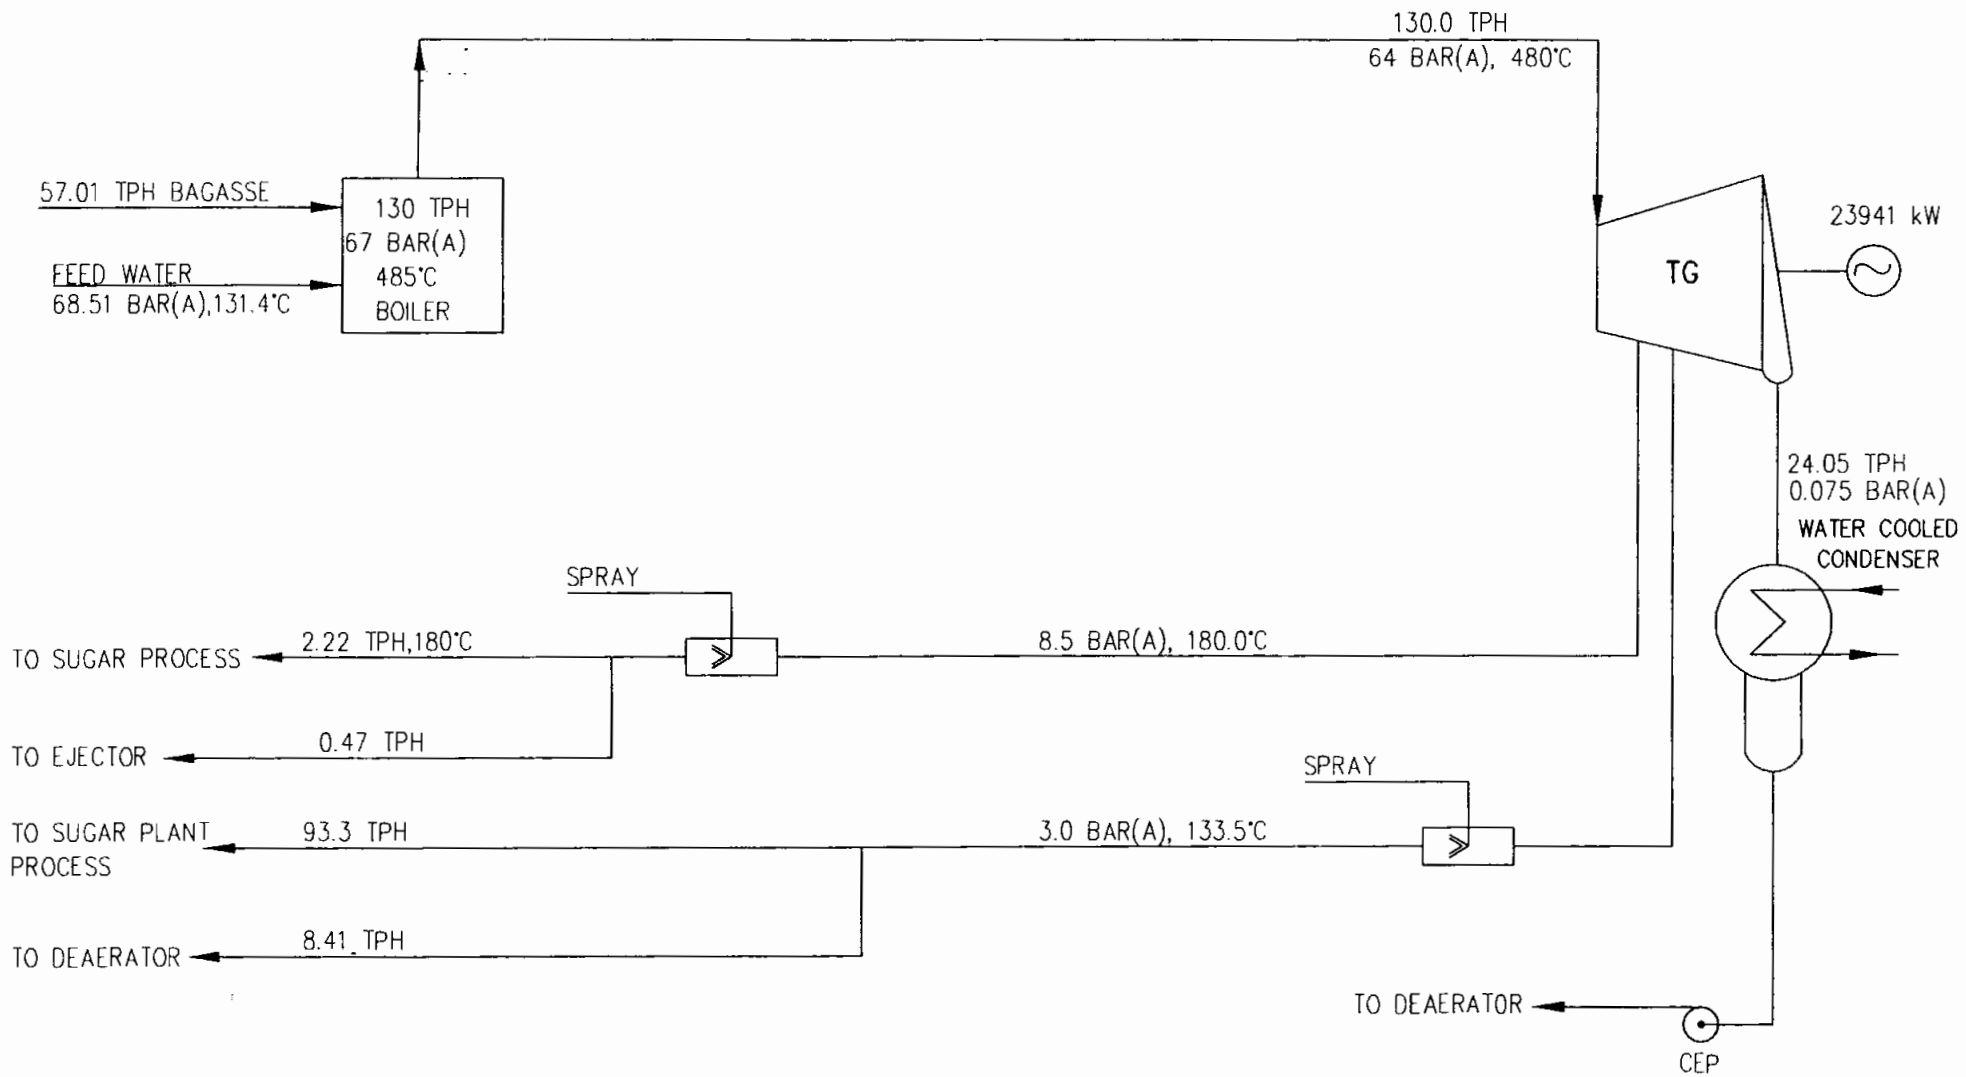 130.0 TPH
64 BAR(A), 480°C
57.01 TPH BAGASSE
FEED WATER
68.51 BAR(A),131.4°C
130 TPH
67 BAR(A)
485°C
BOILER
TG
23941 kW
24.05 TPH
0.075 BAR(A)
WATER COOLED
CONDENSER
SPRAY
TO SUGAR PROCESS
2.22 TPH,180°C
8.5 BAR(A), 180.0°C
TO EJECTOR
0.47 TPH
SPRAY
TO SUGAR PLANT
PROCESS
93.3 TPH
3.0 BAR(A), 133.5°C
TO DEAERATOR
8.41 TPH
TO DEAERATOR
CEP